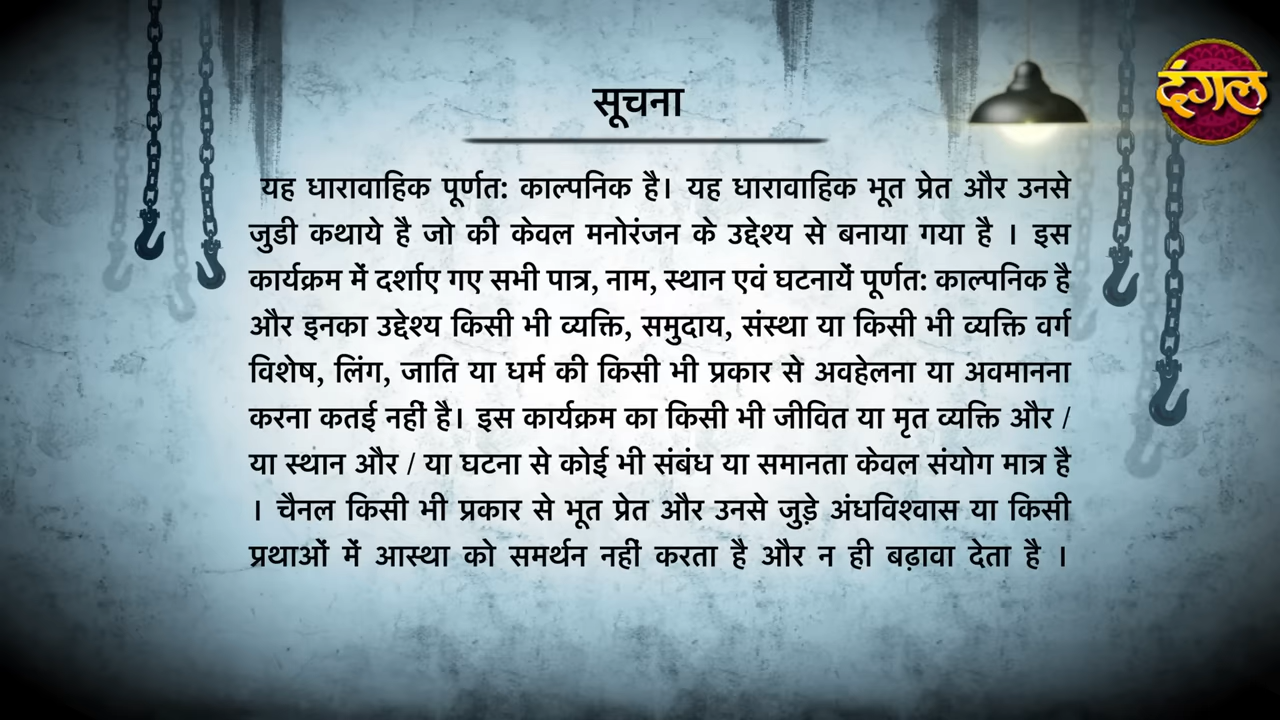 दंगल
सूचना
यह धारावाहिक पूर्णत: काल्पनिक है। यह धारावाहिक भूत प्रेत और उनसे
जुडी कथाये है जो की केवल मनोरंजन के उद्देश्य से बनाया गया है । इस
कार्यक्रम में दर्शाए गए सभी पात्र, नाम, स्थान एवं घटनायें पूर्णत: काल्पनिक है
और इनका उद्देश्य किसी भी व्यक्ति, समुदाय, संस्था या किसी भी व्यक्ति वर्ग
विशेष, लिंग, जाति या धर्म की किसी भी प्रकार से अवहेलना या अवमानना
करना कतई नहीं है। इस कार्यक्रम का किसी भी जीवित या मृत व्यक्ति और /
या स्थान और / या घटना से कोई भी संबंध या समानता केवल संयोग मात्र है
। चैनल किसी भी प्रकार से भूत प्रेत और उनसे जुड़े अंधविश्वास या किसी
प्रथाओं में आस्था को समर्थन नहीं करता है और न ही बढ़ावा देता है ।